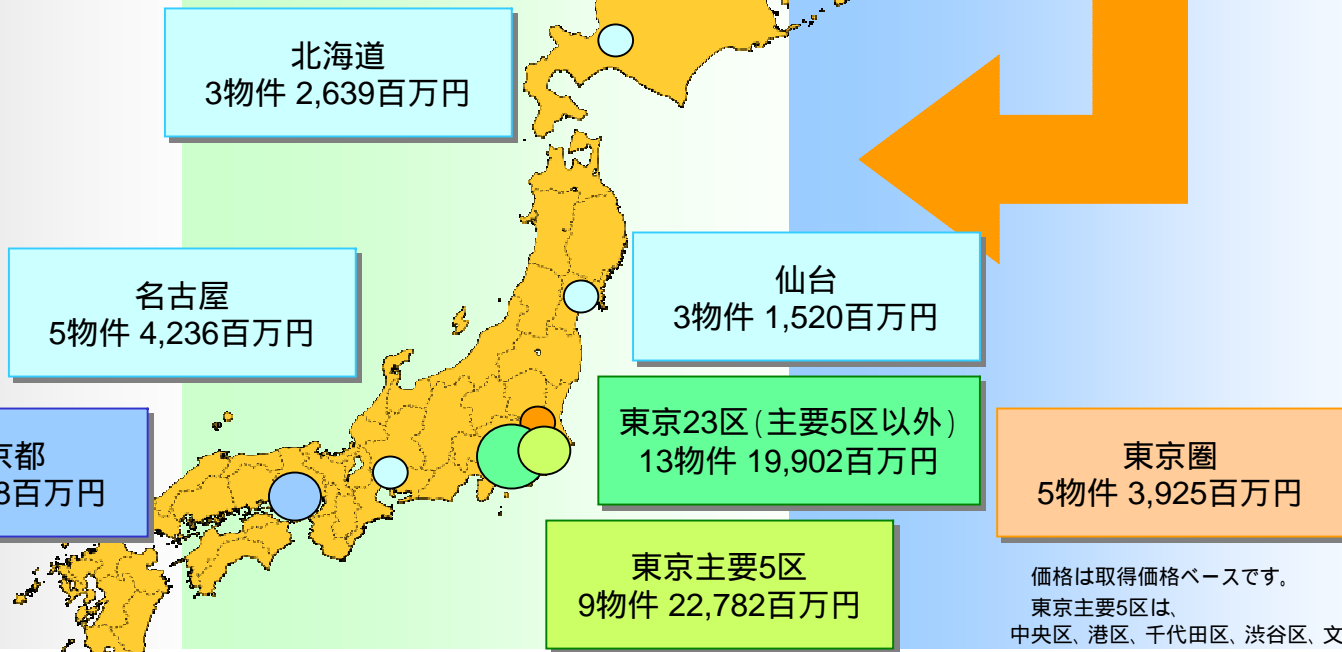 北海道
3物件 2,639百万円
名古屋
5物件 4,236百万円
仙台
3物件 1,520百万円
京都
8百万円
東京23区(主要5区以外)
13物件 19,902百万円
東京圏
5物件 3,925百万円
東京主要5区
9物件 22,782百万円
価格は取得価格ベースです。
東京主要5区は、
中央区、港区、千代田区、渋谷区、文